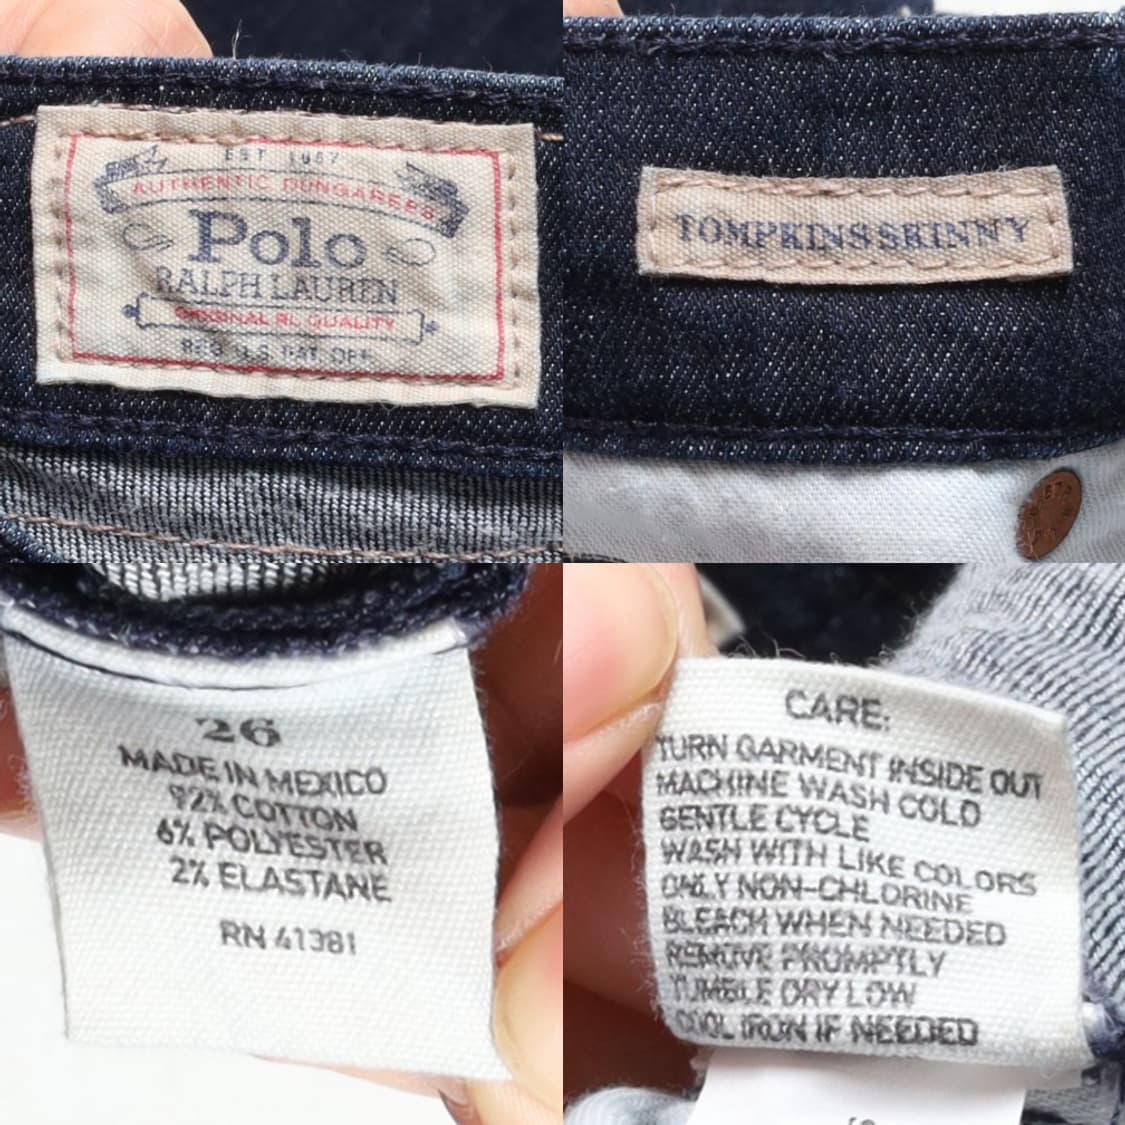 EST 1967
AUTHENTIC DUNGAREES
Polo
RALPH LAUREN
ORIGINAL RL QUALITY
REG. U.S. PAT. OFF.
TOMPKINS SKINNY
26
MADE IN MEXICO
92% COTTON
6% POLYESTER
2% ELASTANE
RN 41381
CARE:
TURN GARMENT INSIDE OUT
MACHINE WASH COLD
GENTLE CYCLE
WASH WITH LIKE COLORS
ONLY NON-CHLORINE
BLEACH WHEN NEEDED
REMOVE PROMPTLY
TUMBLE DRY LOW
COOL IRON IF NEEDED